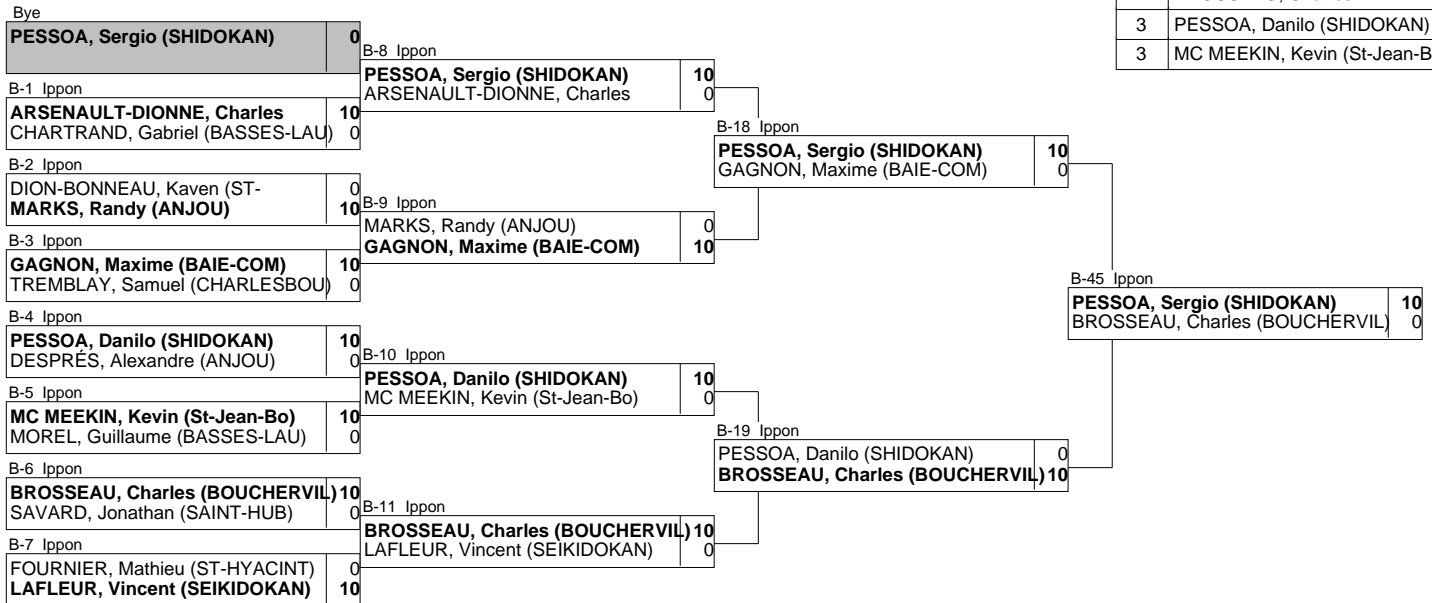 Bye
PESSOA, Sergio (SHIDOKAN) 0
B-1 Ippon
ARSENAULT-DIONNE, Charles 10
CHARTRAND, Gabriel (BASSES-LAU) 0
B-2 Ippon
DION-BONNEAU, Kaven (ST- 0
MARKS, Randy (ANJOU) 10
B-3 Ippon
GAGNON, Maxime (BAIE-COM) 10
TREMBLAY, Samuel (CHARLESBOU) 0
B-4 Ippon
PESSOA, Danilo (SHIDOKAN) 10
DESPRÉS, Alexandre (ANJOU) 0
B-5 Ippon
MC MEEKIN, Kevin (St-Jean-Bo) 10
MOREL, Guillaume (BASSES-LAU) 0
B-6 Ippon
BROSSEAU, Charles (BOUCHERVIL) 10
SAVARD, Jonathan (SAINT-HUB) 0
B-7 Ippon
FOURNIER, Mathieu (ST-HYACINT) 0
LAFLEUR, Vincent (SEIKIDOKAN) 10
B-8 Ippon
PESSOA, Sergio (SHIDOKAN) 10
ARSENAULT-DIONNE, Charles 0
B-9 Ippon
MARKS, Randy (ANJOU) 0
GAGNON, Maxime (BAIE-COM) 10
B-10 Ippon
PESSOA, Danilo (SHIDOKAN) 10
MC MEEKIN, Kevin (St-Jean-Bo) 0
B-11 Ippon
BROSSEAU, Charles (BOUCHERVIL) 10
LAFLEUR, Vincent (SEIKIDOKAN) 0
B-18 Ippon
PESSOA, Sergio (SHIDOKAN) 10
GAGNON, Maxime (BAIE-COM) 0
B-19 Ippon
PESSOA, Danilo (SHIDOKAN) 0
BROSSEAU, Charles (BOUCHERVIL) 10
B-45 Ippon
PESSOA, Sergio (SHIDOKAN) 10
BROSSEAU, Charles (BOUCHERVIL) 0
3 PESSOA, Danilo (SHIDOKAN)
3 MC MEEKIN, Kevin (St-Jean-B